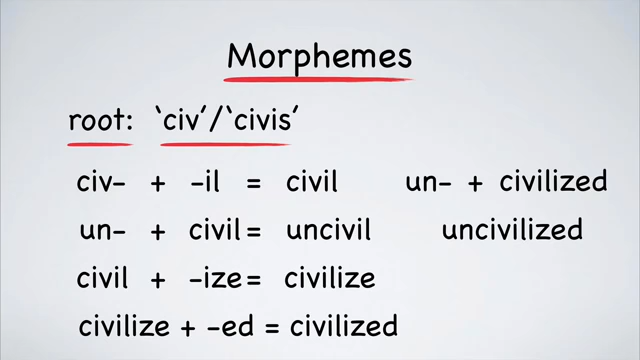 Morphemes
root: ‘civ’/‘civis’
civ- + -il = civil
un- + civil = uncivil
civil + -ize = civilize
civilize + -ed = civilized
un- + civilized
uncivilized